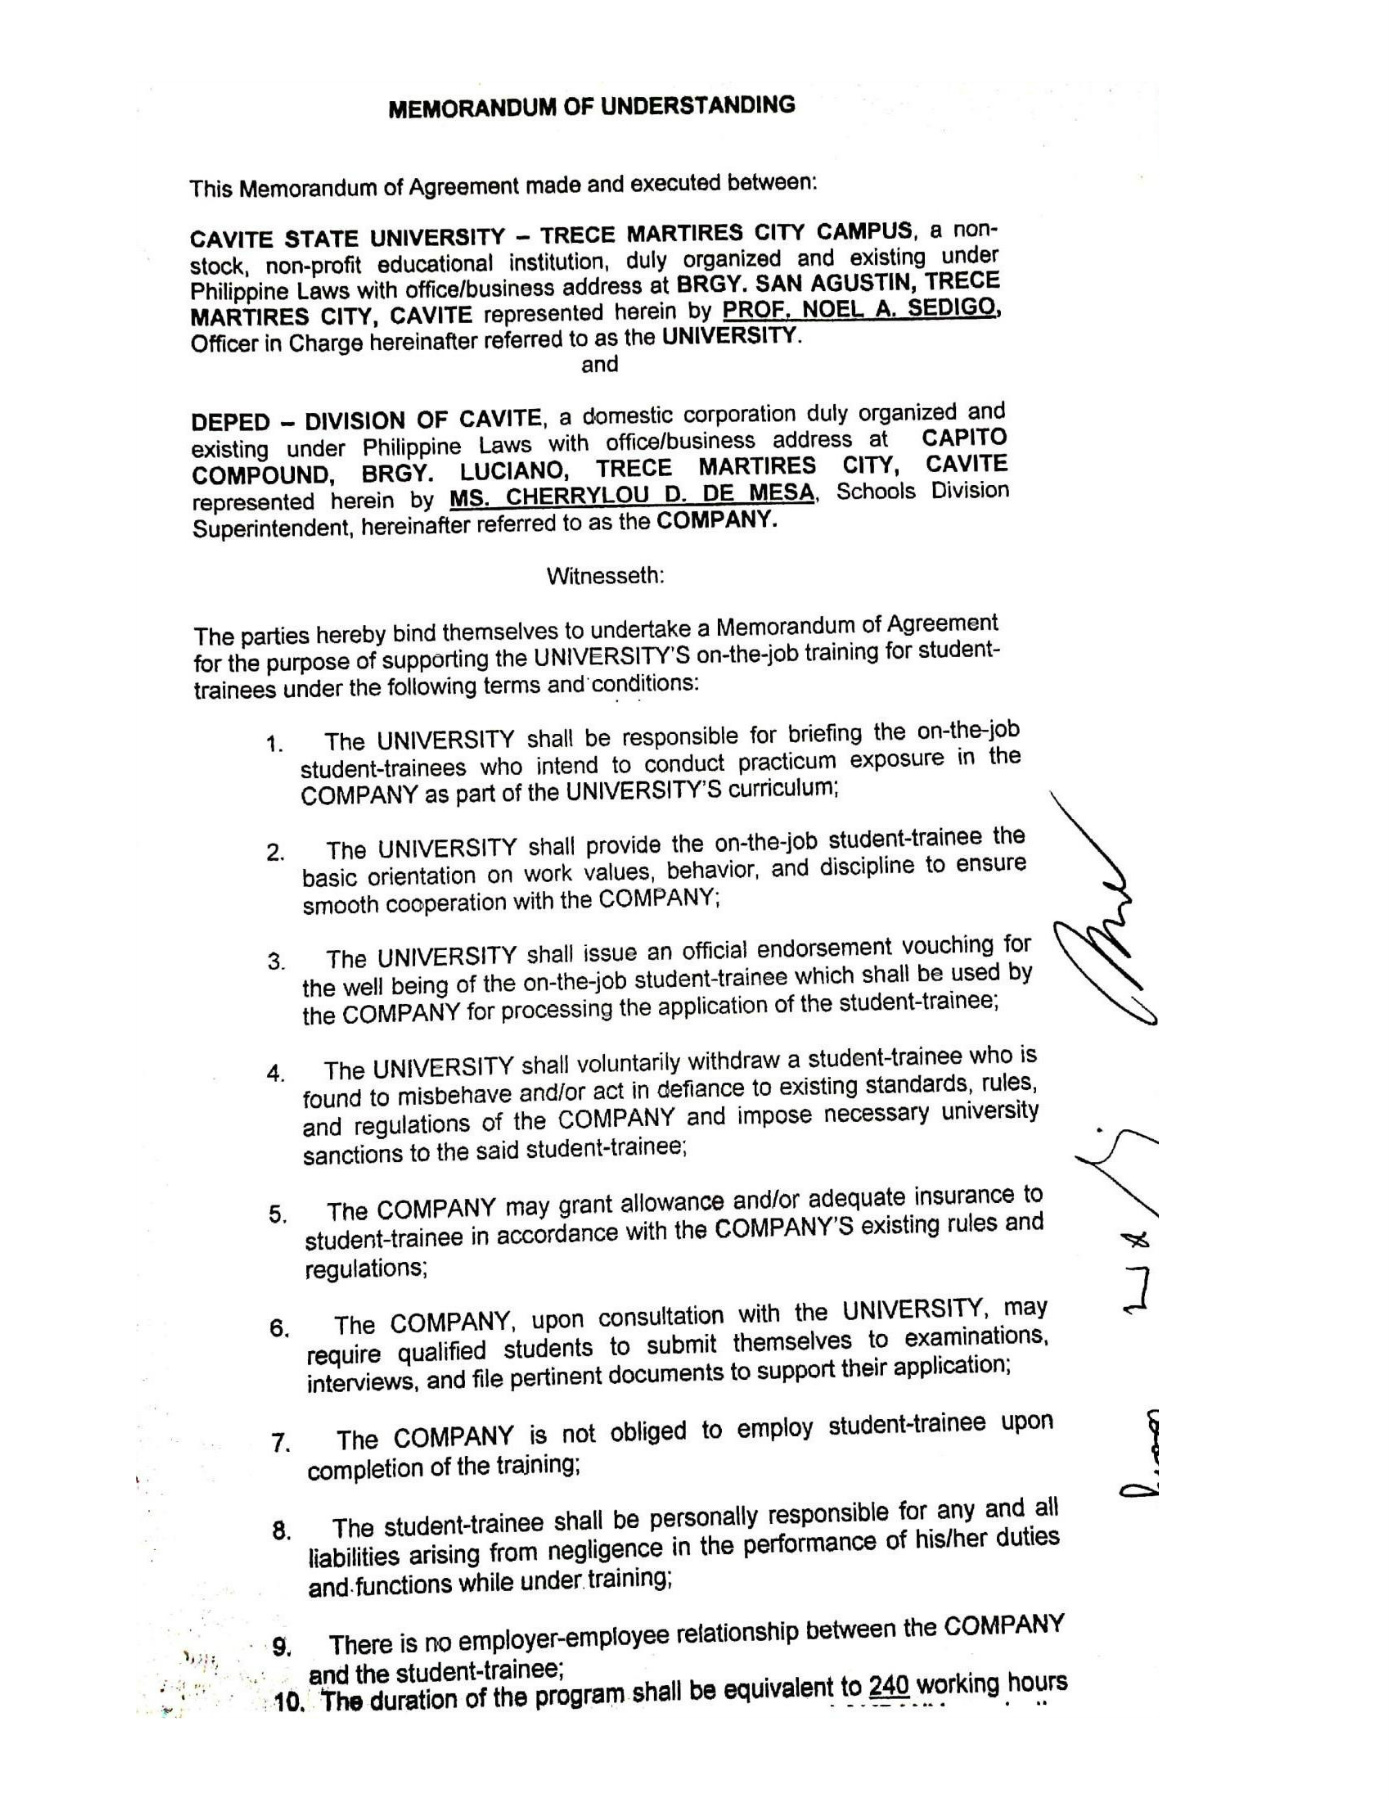 MEMORANDUM OF UNDERSTANDING
This Memorandum of Agreement made and executed between:
CAVITE STATE UNIVERSITY – TRECE MARTIRES CITY CAMPUS, a non-
stock, non-profit educational institution, duly organized and existing under
Philippine Laws with office/business address at BRGY. SAN AGUSTIN, TRECE
MARTIRES CITY, CAVITE represented herein by PROF. NOEL A. SEDIGO,
Officer in Charge hereinafter referred to as the UNIVERSITY.
and
DEPED – DIVISION OF CAVITE, a domestic corporation duly organized and
existing under Philippine Laws with office/business address at CAPITO
COMPOUND, BRGY. LUCIANO, TRECE MARTIRES CITY, CAVITE
represented herein by MS. CHERRYLOU D. DE MESA, Schools Division
Superintendent, hereinafter referred to as the COMPANY.
Witnesseth:
The parties hereby bind themselves to undertake a Memorandum of Agreement
for the purpose of supporting the UNIVERSITY'S on-the-job training for student-
trainees under the following terms and conditions:
1. The UNIVERSITY shall be responsible for briefing the on-the-job
student-trainees who intend to conduct practicum exposure in the
COMPANY as part of the UNIVERSITY'S curriculum;
2. The UNIVERSITY shall provide the on-the-job student-trainee the
basic orientation on work values, behavior, and discipline to ensure
smooth cooperation with the COMPANY;
3. The UNIVERSITY shall issue an official endorsement vouching for
the well being of the on-the-job student-trainee which shall be used by
the COMPANY for processing the application of the student-trainee;
4. The UNIVERSITY shall voluntarily withdraw a student-trainee who is
found to misbehave and/or act in defiance to existing standards, rules,
and regulations of the COMPANY and impose necessary university
sanctions to the said student-trainee;
5. The COMPANY may grant allowance and/or adequate insurance to
student-trainee in accordance with the COMPANY'S existing rules and
regulations;
6. The COMPANY, upon consultation with the UNIVERSITY, may
require qualified students to submit themselves to examinations,
interviews, and file pertinent documents to support their application;
7. The COMPANY is not obliged to employ student-trainee upon
completion of the training;
8. The student-trainee shall be personally responsible for any and all
liabilities arising from negligence in the performance of his/her duties
and functions while under training;
9. There is no employer-employee relationship between the COMPANY
and the student-trainee;
10. The duration of the program shall be equivalent to 240 working hours